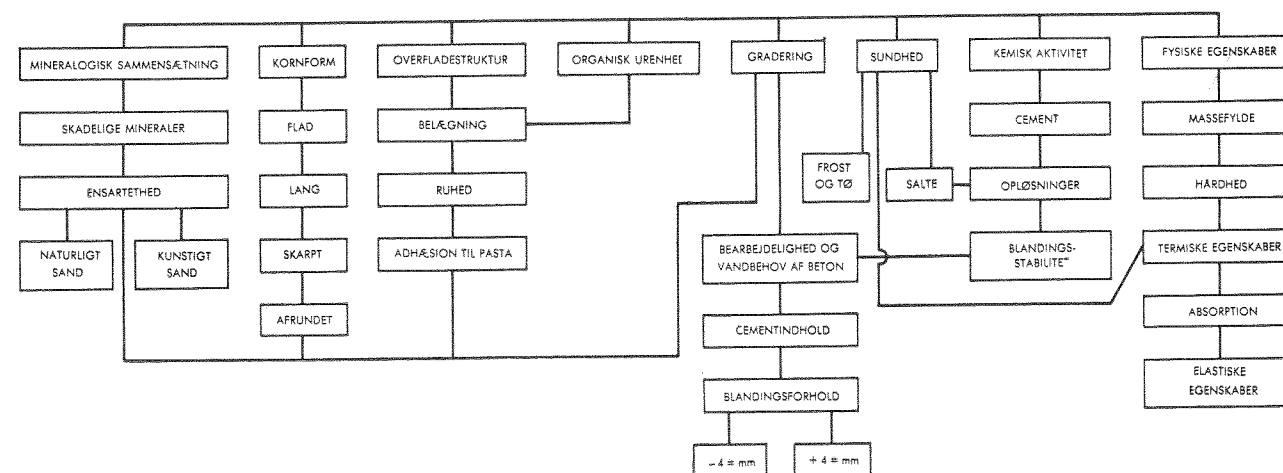 MINERALOGISK SAMMENSÆTNING
SKADELIGE MINERALER
ENSARTETHED
NATURLIGT
SAND
KUNSTIGT
SAND
KORNFORM
FLAD
LANG
SKARPT
AFRUNDET
OVERFLADESTRUKTUR
BELÆGNING
RUHED
ADHÆSION TIL PASTA
ORGANISK URENHEI
GRADERING
BEARBEJDELIGHED OG
VANDBEHOV AF BETON
CEMENTINDHOLD
BLANDINGSFORHOLD
- 4 # mm
+ 4 # mm
SUNDHED
FROST
OG TØ
SALTE
KEMISK AKTIVITET
CEMENT
OPLØSNINGER
BLANDINGS-
STABILITE
FYSISKE EGENSKABER
MASSEFYLDE
HÅRDHED
TERMISKE EGENSKABER
ABSORPTION
ELASTISKE
EGENSKABER